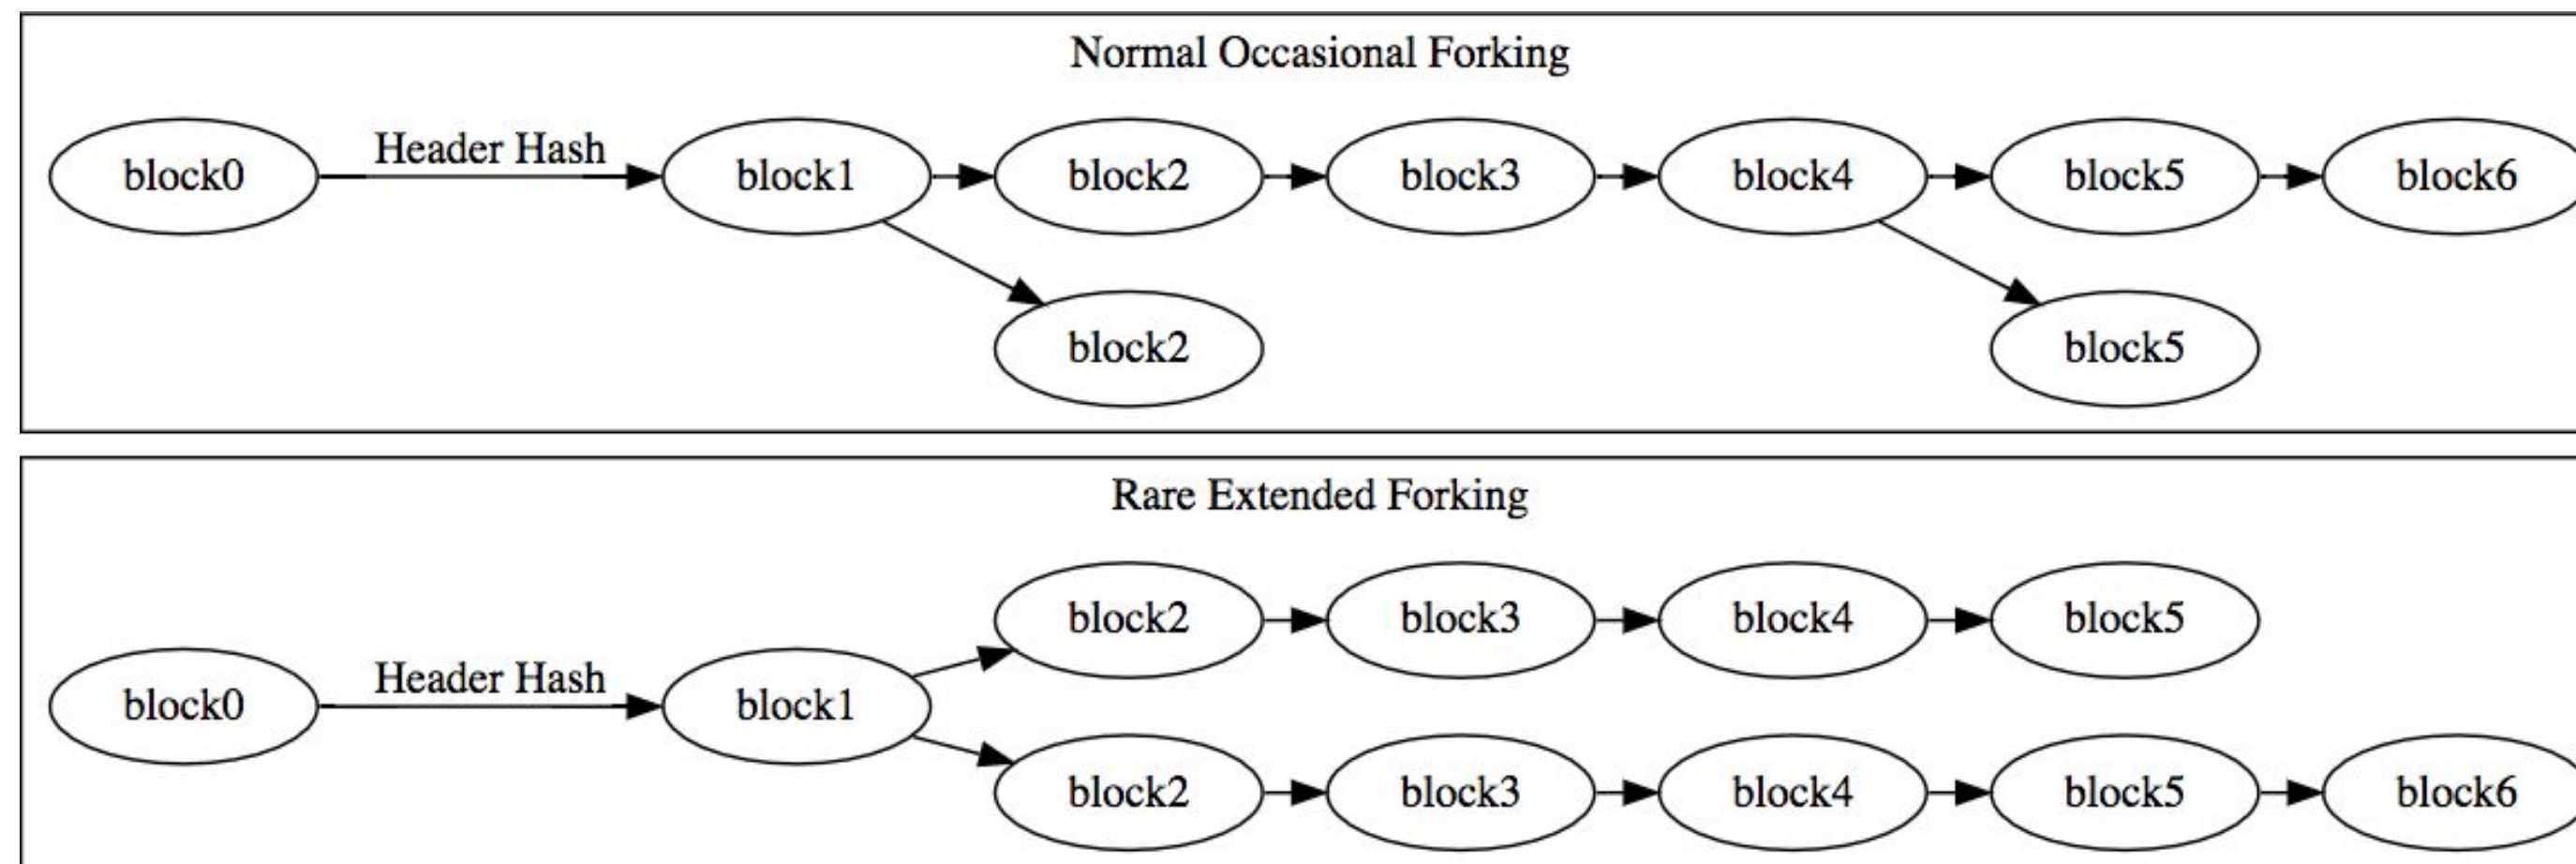 Normal Occasional Forking
block0 Header Hash block1 block2 block3 block4 block5 block6
block2 block5
Rare Extended Forking
block2 block3 block4 block5
block0 Header Hash block1
block2 block3 block4 block5 block6